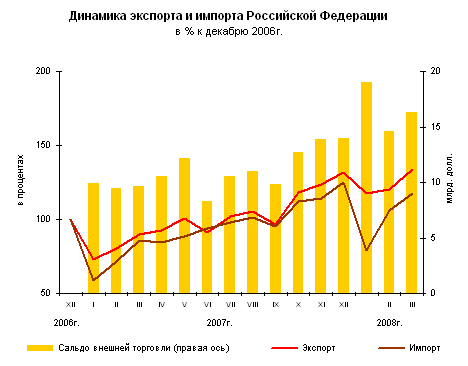 Динамика экспорта и импорта Российской Федерации
в % к декабрю 2006г.
200
150
100
50
в процентах
20
15
10
5
0
млрд. долл.
XII I II III IV V VI VII VIII IX X XI XII II III
2006г. 2007г. 2008г.
Сальдо внешней торговли (правая ось) Экспорт Импорт